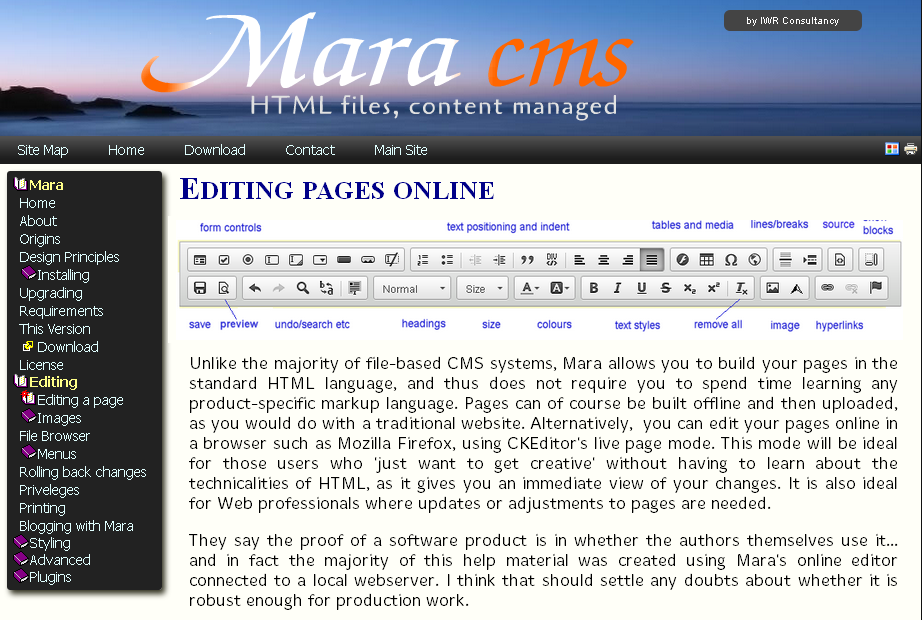 by IWR Consultancy
Mara cms
HTML files, content managed
Site Map Home Download Contact Main Site
Mara
Home
About
Origins
Design Principles
Installing
Upgrading
Requirements
This Version
Download
License
Editing
Editing a page
Images
File Browser
Menus
Rolling back changes
Priveleges
Printing
Blogging with Mara
Styling
Advanced
Plugins
EDITING PAGES ONLINE
form controls text positioning and indent tables and media lines/breaks source
blocks
Normal Size
save preview undo/search etc headings size colours text styles remove all image hyperlinks
Unlike the majority of file-based CMS systems, Mara allows you to build your pages in the
standard HTML language, and thus does not require you to spend time learning any
product-specific markup language. Pages can of course be built offline and then uploaded,
as you would do with a traditional website. Alternatively, you can edit your pages online in
a browser such as Mozilla Firefox, using CKEditor's live page mode. This mode will be ideal
for those users who 'just want to get creative' without having to learn about the
technicalities of HTML, as it gives you an immediate view of your changes. It is also ideal
for Web professionals where updates or adjustments to pages are needed.
They say the proof of a software product is in whether the authors themselves use it...
and in fact the majority of this help material was created using Mara's online editor
connected to a local webserver. I think that should settle any doubts about whether it is
robust enough for production work.